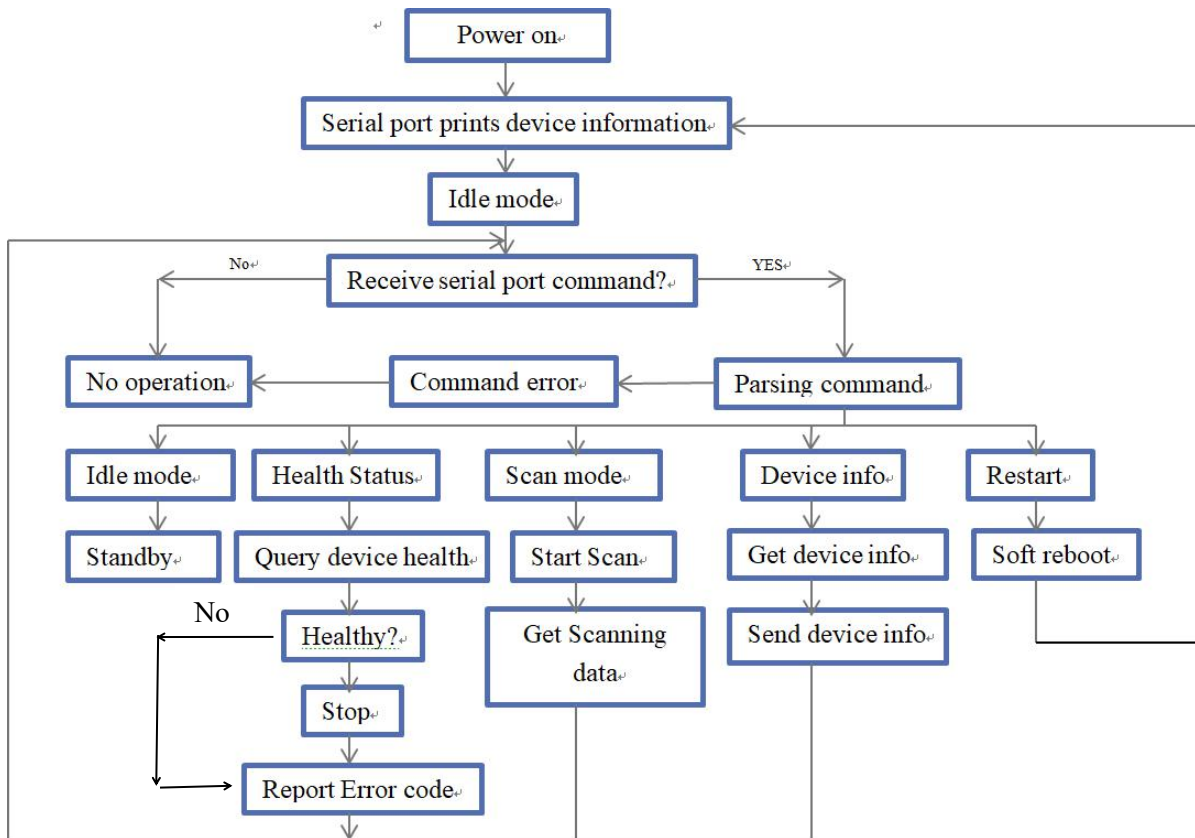 Power on
Serial port prints device information
Idle mode
No
Receive serial port command?
YES
No operation
Command error
Parsing command
Idle mode
Health Status
Scan mode
Device info
Restart
Standby
Query device health
Start Scan
Get device info
Soft reboot
No
Healthy?
Get Scanning
data
Send device info
Stop
Report Error code